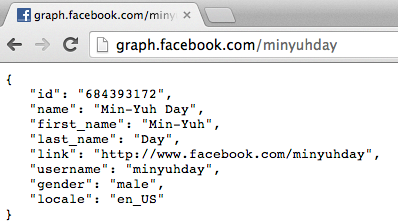 graph.facebook.com/miny
graph.facebook.com/minyuhday
{
"id": "684393172",
"name": "Min-Yuh Day",
"first_name": "Min-Yuh",
"last_name": "Day",
"link": "http://www.facebook.com/minyuhday",
"username": "minyuhday",
"gender": "male",
"locale": "en_US"
}